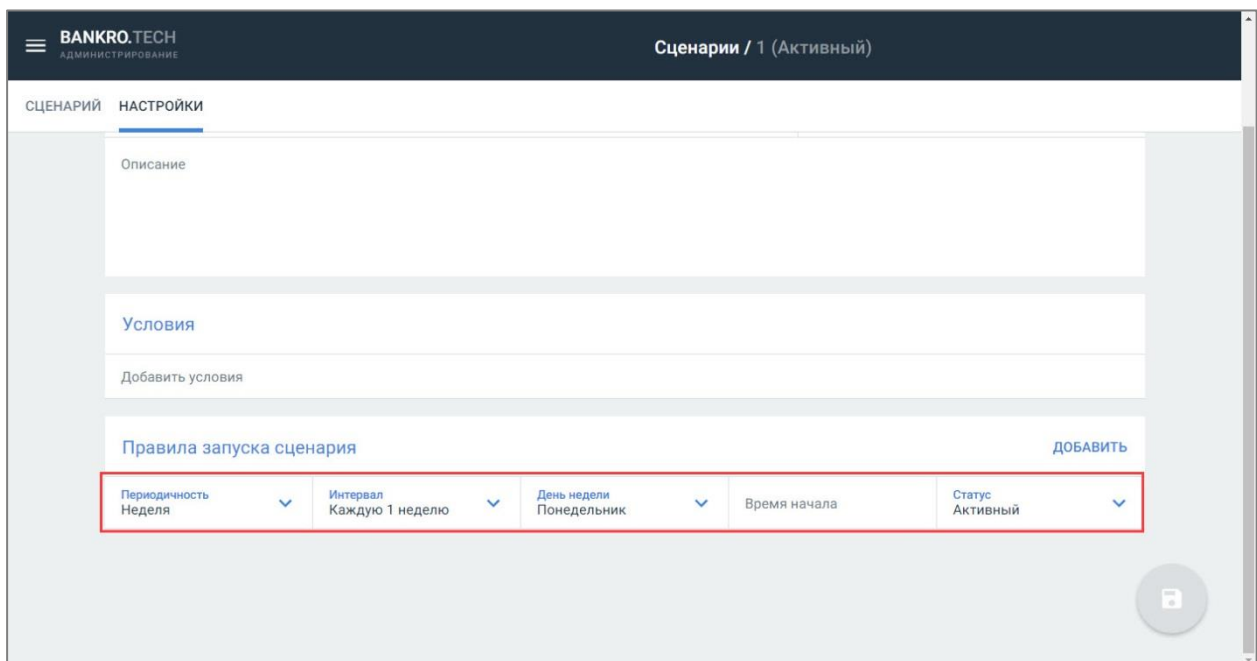 BANKRO.TECH
АДМИНИСТРИРОВАНИЕ
Сценарии / 1 (Активный)
СЦЕНАРИЙ НАСТРОЙКИ
Описание
Условия
Добавить условия
Правила запуска сценария ДОБАВИТЬ
Периодичность Интервал День недели Время начала Статус
Неделя Каждую 1 неделю Понедельник Активный